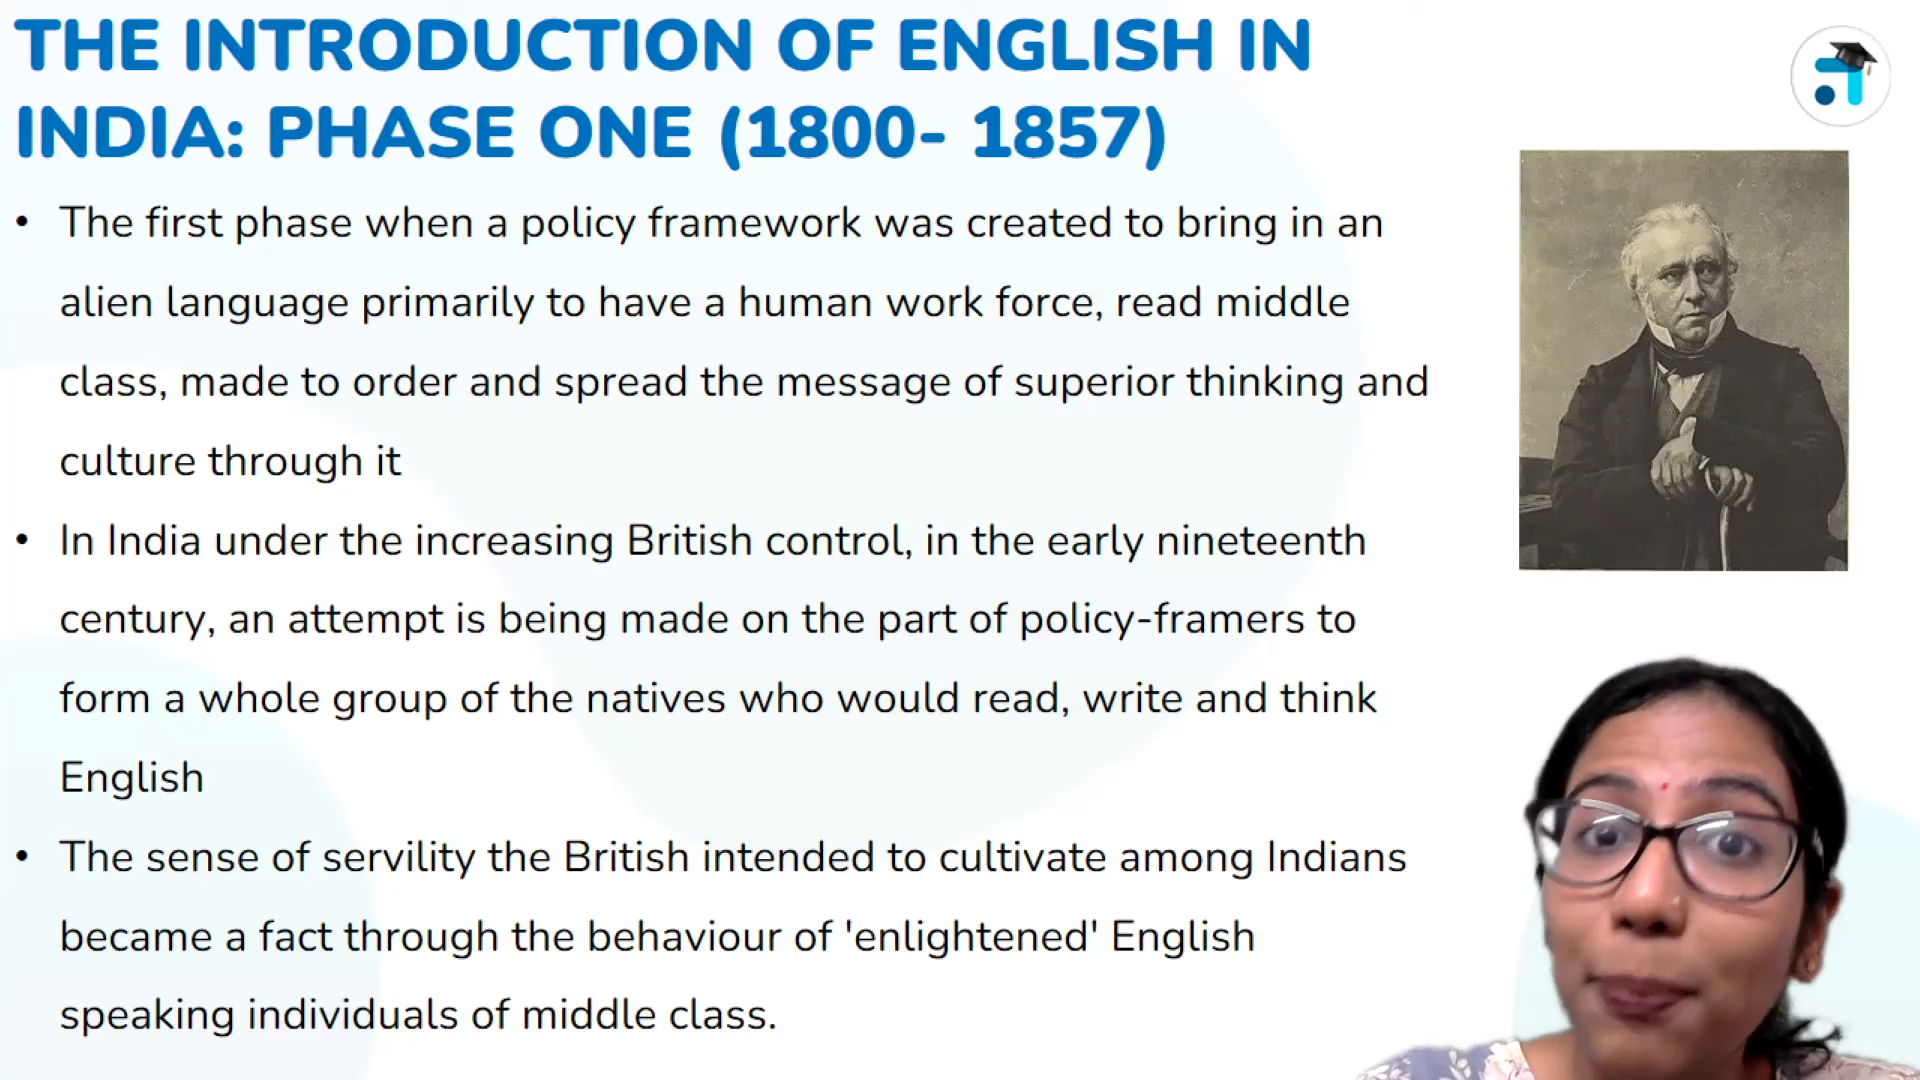 THE INTRODUCTION OF ENGLISH IN
INDIA: PHASE ONE (1800- 1857)
• The first phase when a policy framework was created to bring in an
alien language primarily to have a human work force, read middle
class, made to order and spread the message of superior thinking and
culture through it
• In India under the increasing British control, in the early nineteenth
century, an attempt is being made on the part of policy-framers to
form a whole group of the natives who would read, write and think
English
• The sense of servility the British intended to cultivate among Indians
became a fact through the behaviour of 'enlightened' English
speaking individuals of middle class.